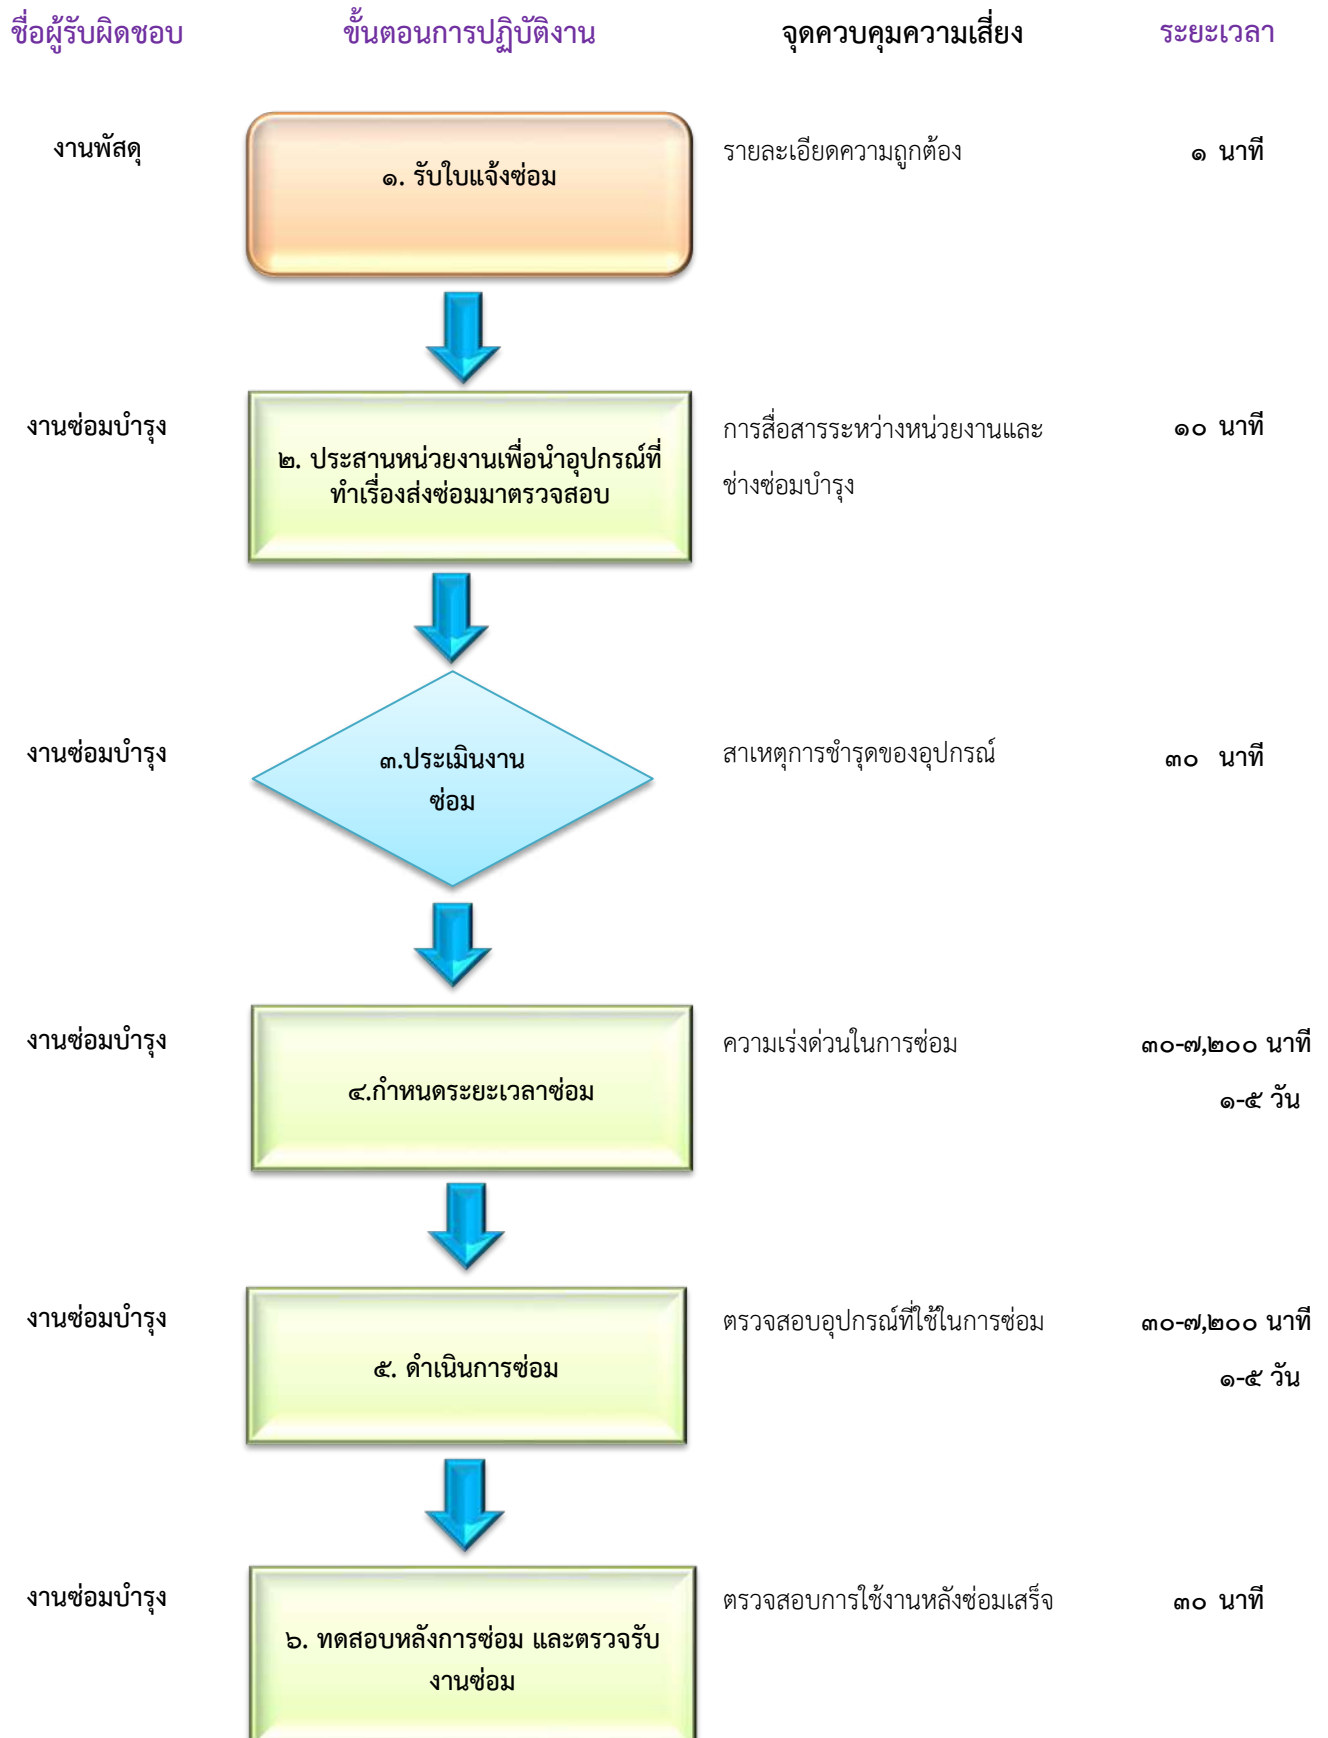 ชื่อผู้รับผิดชอบ ขั้นตอนการปฏิบัติงาน จุดควบคุมความเสี่ยง ระยะเวลา
งานพัสดุ ๑. รับใบแจ้งซ่อม รายละเอียดความถูกต้อง ๑ นาที
งานซ่อมบำรุง ๒. ประสานหน่วยงานเพื่อนำอุปกรณ์ที่ การสื่อสารระหว่างหน่วยงานและ ๑๐ นาที
ทำเรื่องส่งซ่อมมาตรวจสอบ ช่างซ่อมบำรุง
งานซ่อมบำรุง ๓.ประเมินงาน สาเหตุการชำรุดของอุปกรณ์ ๓๐ นาที
ซ่อม
งานซ่อมบำรุง ความเร่งด่วนในการซ่อม ๓๐-๗,๒๐๐ นาที
๔.กำหนดระยะเวลาซ่อม ๑-๕ วัน
งานซ่อมบำรุง ตรวจสอบอุปกรณ์ที่ใช้ในการซ่อม ๓๐-๗,๒๐๐ นาที
๕. ดำเนินการซ่อม ๑-๕ วัน
งานซ่อมบำรุง ตรวจสอบการใช้งานหลังซ่อมเสร็จ ๓๐ นาที
๖. ทดสอบหลังการซ่อม และตรวจรับ
งานซ่อม